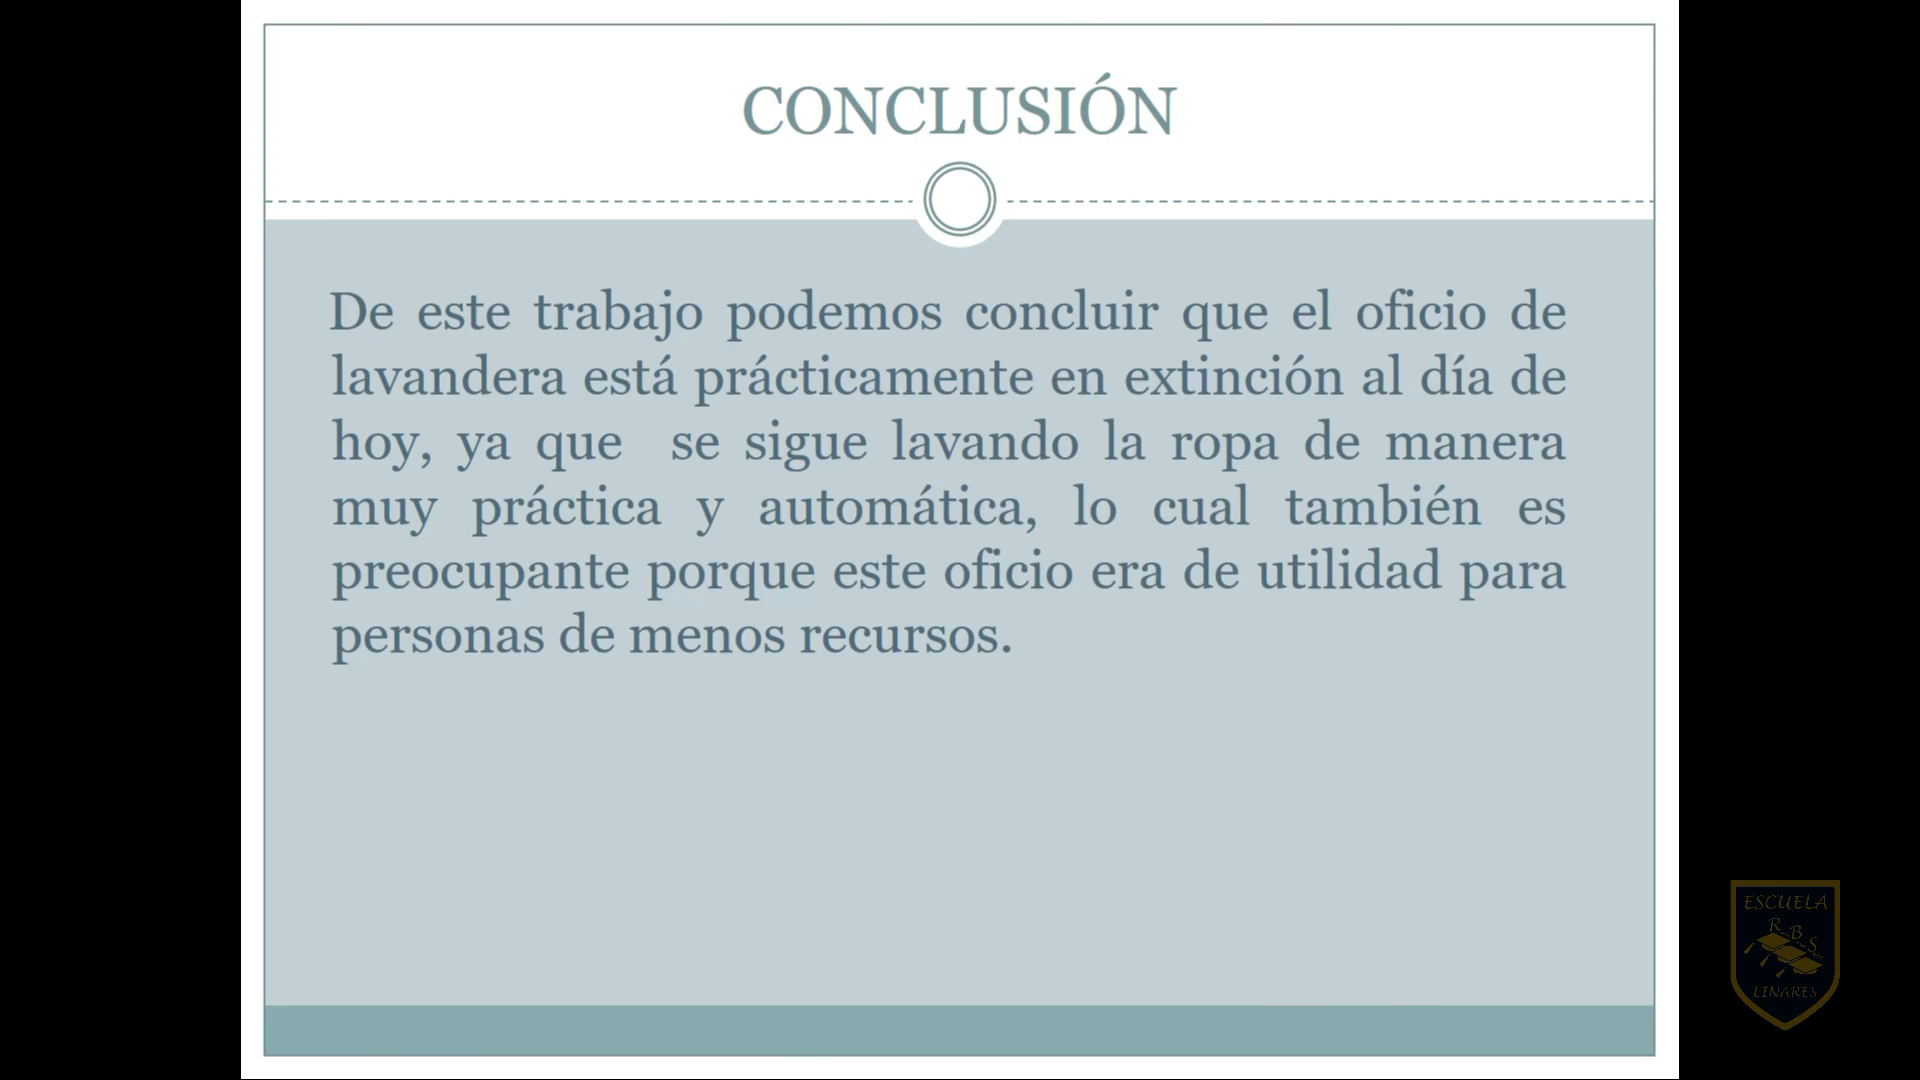 CONCLUSIÓN
De este trabajo podemos concluir que el oficio de
lavandera está prácticamente en extinción al día de
hoy, ya que  se sigue lavando la ropa de manera
muy práctica y automática, lo cual también es
preocupante porque este oficio era de utilidad para
personas de menos recursos.
ESCUELA
R B S
LINARES